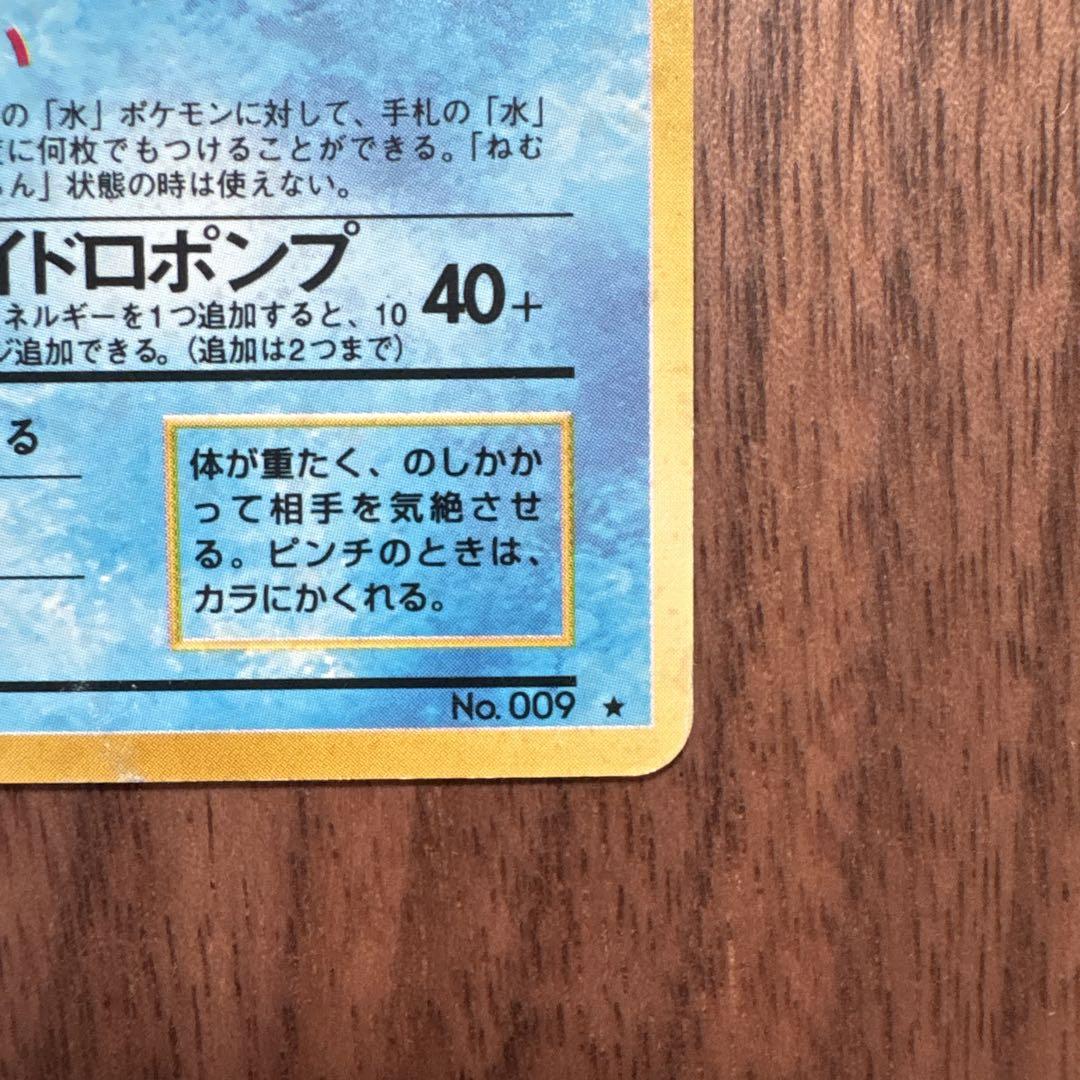 い
の「水」ポケモンに対して、手札の「水」
に何枚でもつけることができる。「ねむ
ん」状態の時は使えない。
イドロポンプ 40+
ネルギーを1つ追加すると、10
ジ追加できる。(追加は2つまで)
る
体が重たく、のしかか
って相手を気絶させ
る。ピンチのときは、
カラにかくれる。
No. 009 ★